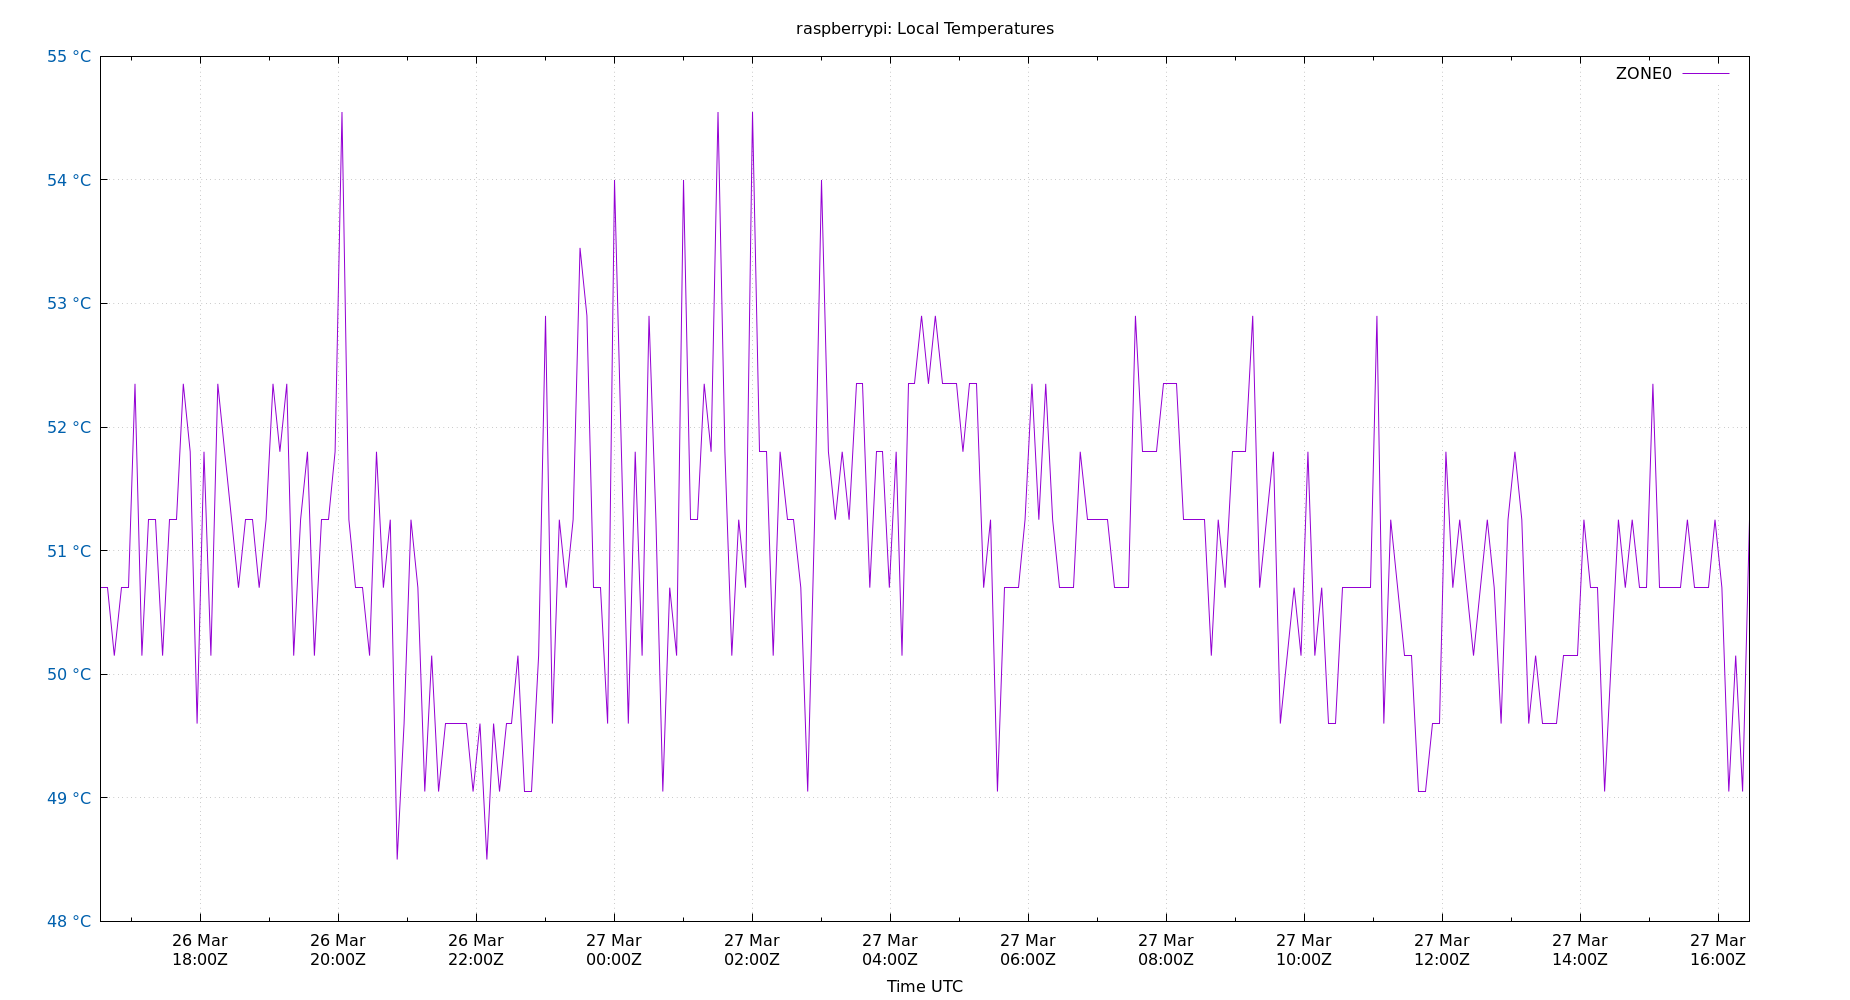 raspberrypi: Local Temperatures
55 °C
ZONE0
54 °C
53 °C
52 °C
51 °C
50 °C
49 °C
48 °C
26 Mar 26 Mar 26 Mar 27 Mar 27 Mar 27 Mar 27 Mar 27 Mar 27 Mar 27 Mar 27 Mar 27 Mar
18:00Z 20:00Z 22:00Z 00:00Z 02:00Z 04:00Z 06:00Z 08:00Z 10:00Z 12:00Z 14:00Z 16:00Z
Time UTC